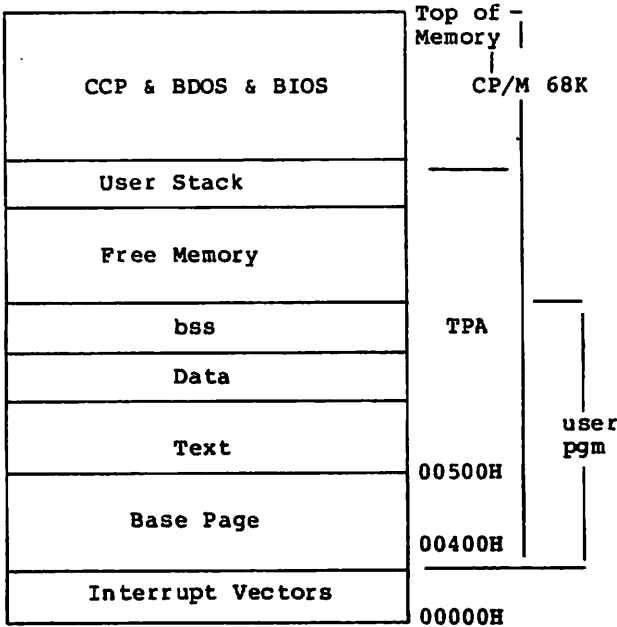 Top of
Memory
CCP & BDOS & BIOS
CP/M 68K
User Stack
Free Memory
bss
TPA
Data
user
pgm
Text
00500H
Base Page
00400H
Interrupt Vectors
00000H